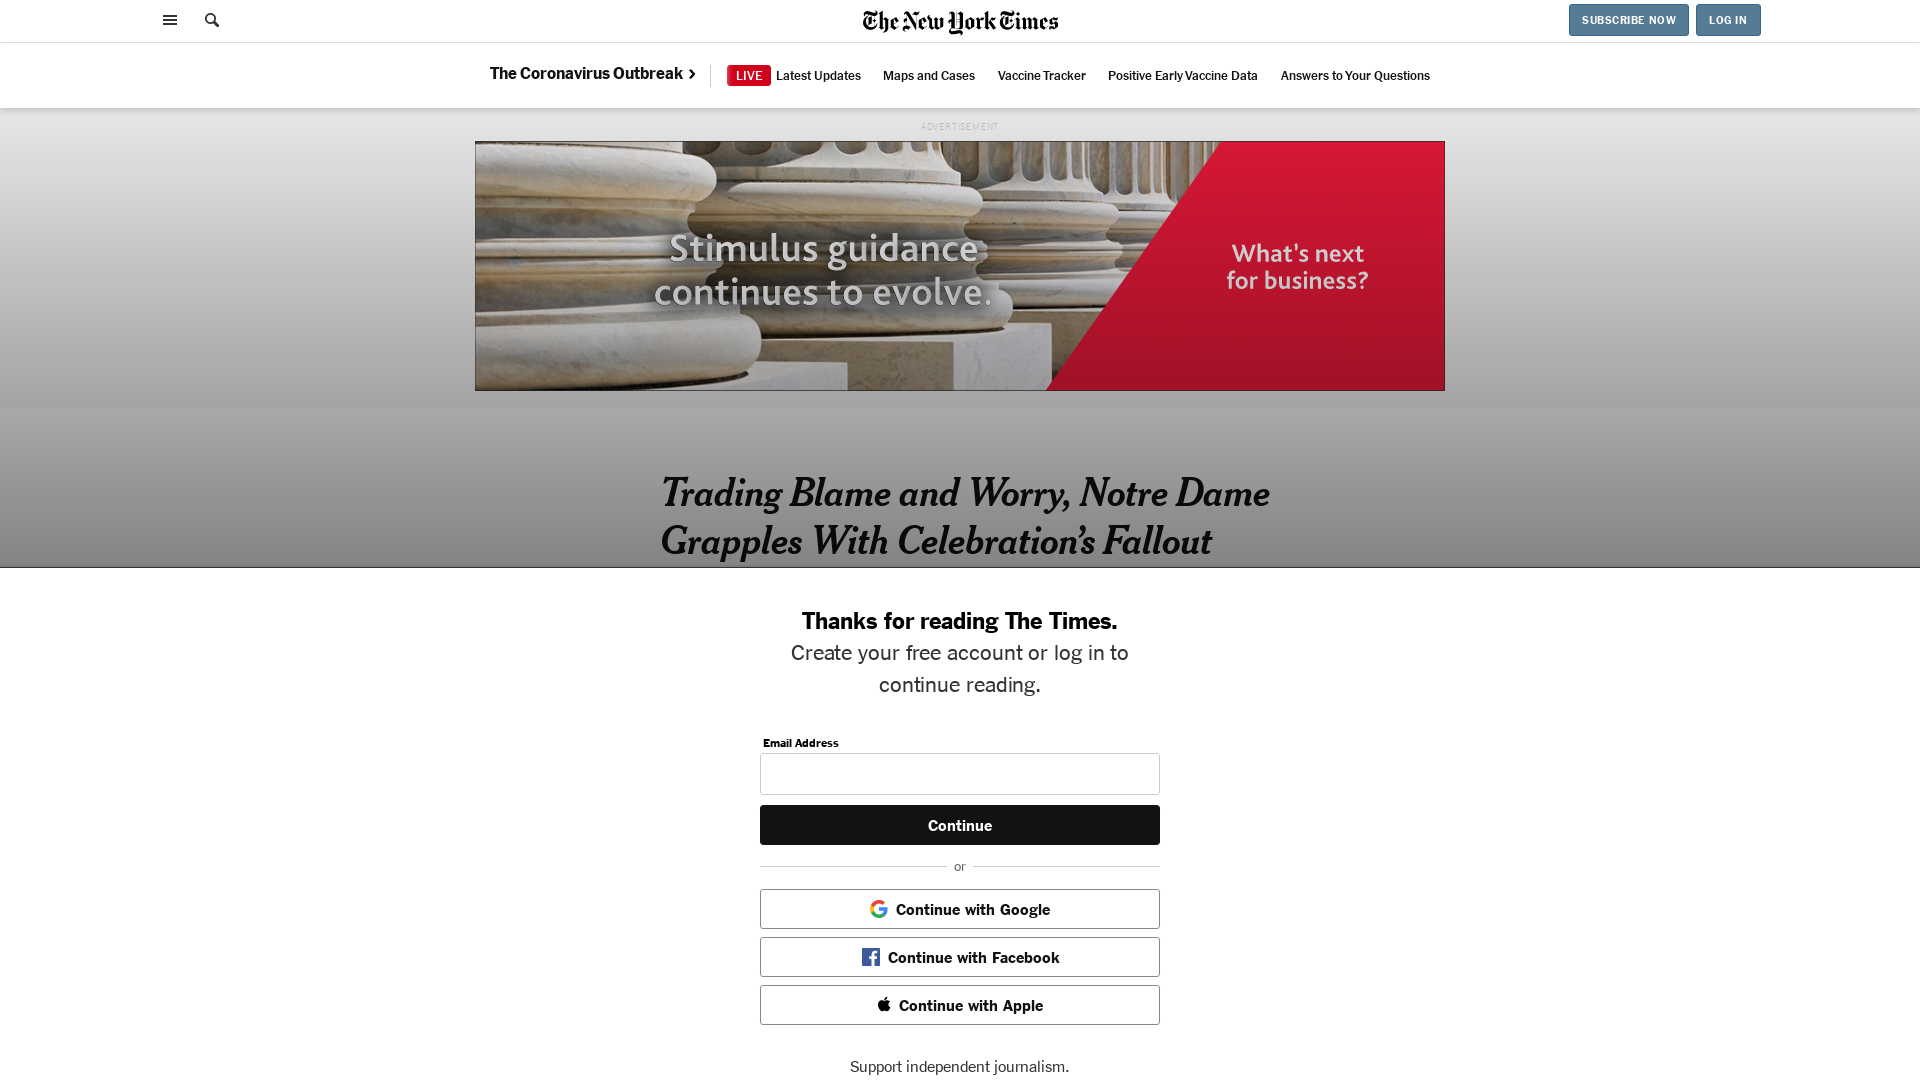 The New York Times
SUBSCRIBE NOW
LOG IN
The Coronavirus Outbreak
LIVE Latest Updates
Maps and Cases
Vaccine Tracker
Positive Early Vaccine Data
Answers to Your Questions
ADVERTISEMENT
Stimulus guidance
continues to evolve.
What's next
for business?
Trading Blame and Worry, Notre Dame
Grapples With Celebration’s Fallout
Thanks for reading The Times.
Create your free account or log in to
continue reading.
Email Address
Continue
or
Continue with Google
Continue with Facebook
Continue with Apple
Support independent journalism.